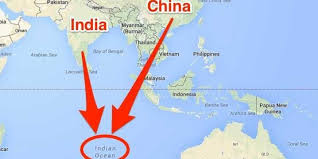 China
India
Bay of Bengal
Thailand
Vietnam
Philippines
Malaysia
Indonesia
Papua New
Guinea
Indian
Ocean